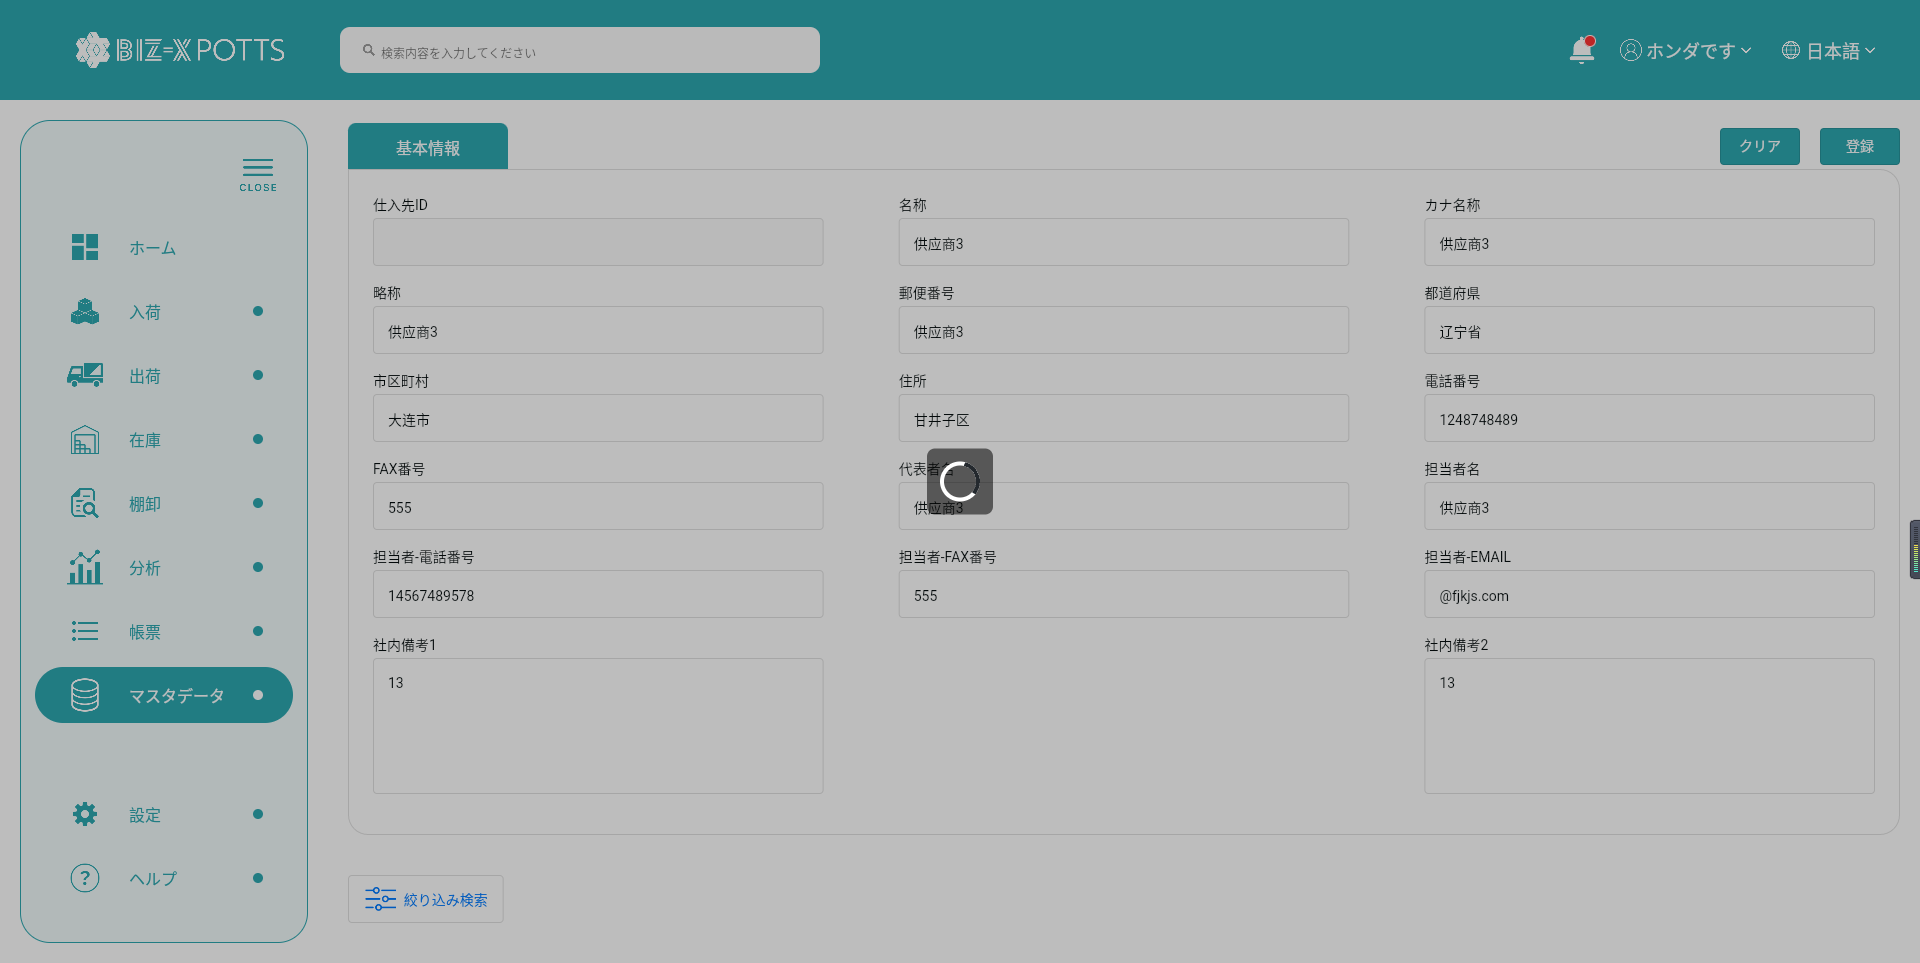 BIZ-X POTTS
検索内容を入力してください
ホンダです
日本語
CLOSE
ホーム
入荷
出荷
在庫
棚卸
分析
帳票
マスタデータ
設定
ヘルプ
基本情報
クリア
登録
仕入先ID
名称
供应商3
カナ名称
供应商3
略称
供应商3
郵便番号
供应商3
都道府県
辽宁省
市区町村
大连市
住所
甘井子区
電話番号
1248748489
FAX番号
555
代表者名
供应商3
担当者名
供应商3
担当者-電話番号
14567489578
担当者-FAX番号
555
担当者-EMAIL
@fjkjs.com
社内備考1
13
社内備考2
13
絞り込み検索